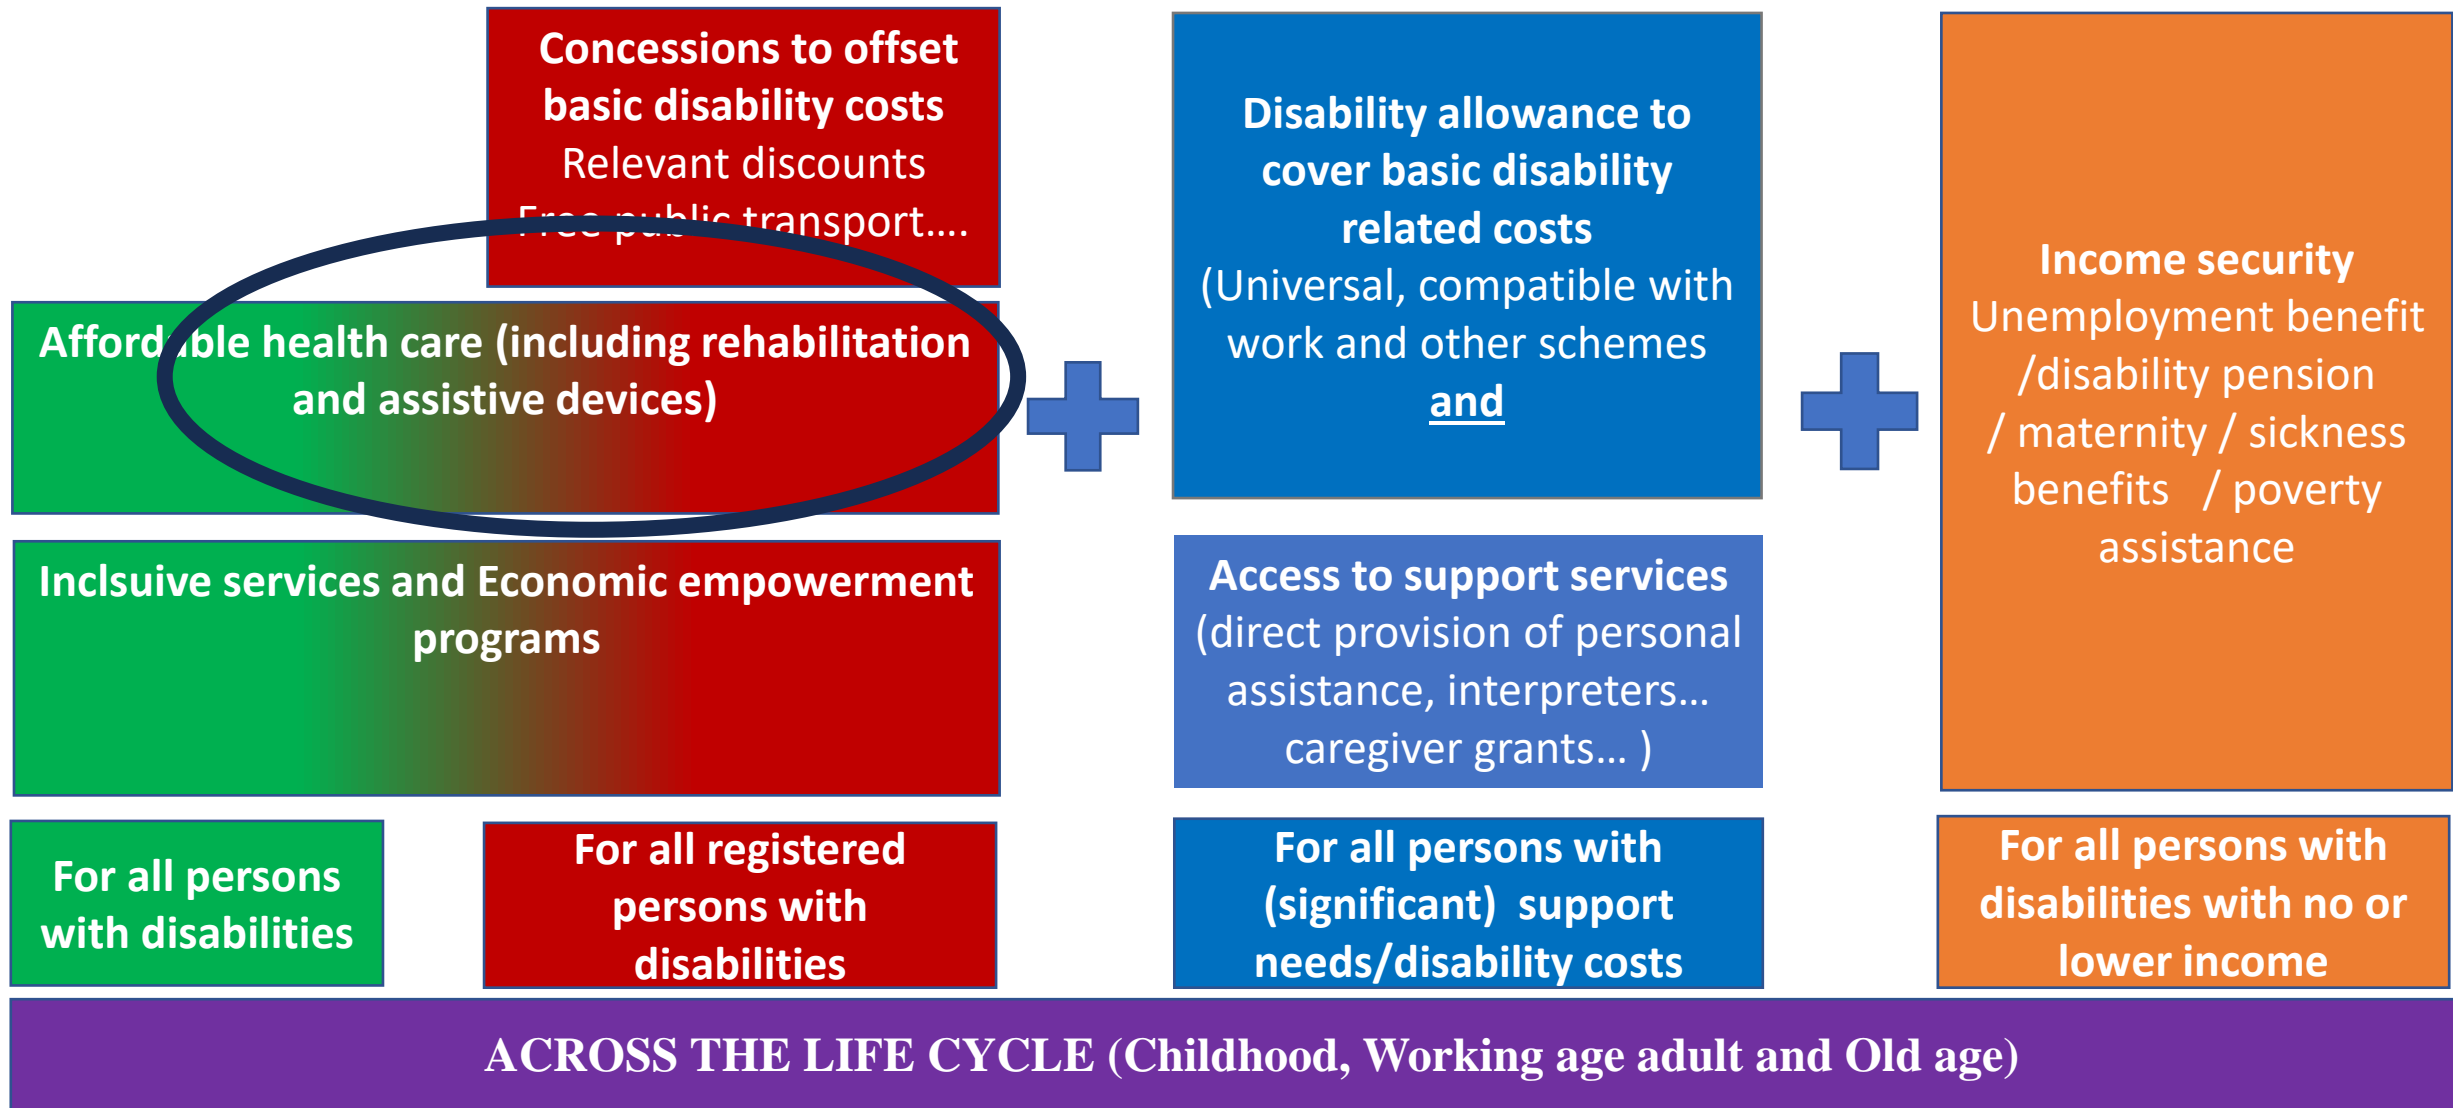 Concessions to offset
basic disability costs
Relevant discounts
Free public transport....
Affordable health care (including rehabilitation
and assistive devices)
Inclsuive services and Economic empowerment
programs
Disability allowance to
cover basic disability
related costs
(Universal, compatible with
work and other schemes
and
Access to support services
(direct provision of personal
assistance, interpreters...
caregiver grants... )
Income security
Unemployment benefit
/disability pension
/ maternity / sickness
benefits / poverty
assistance
For all persons
with disabilities
For all registered
persons with
disabilities
For all persons with
(significant) support
needs/disability costs
For all persons with
disabilities with no or
lower income
ACROSS THE LIFE CYCLE (Childhood, Working age adult and Old age)